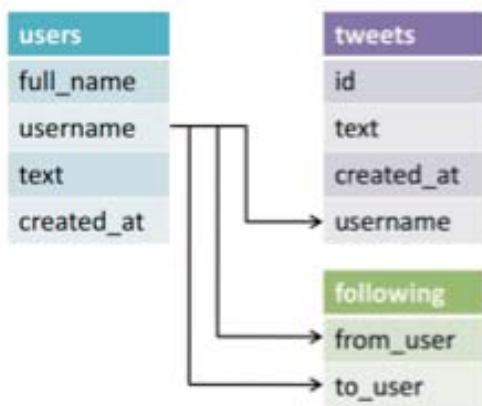 users
full_name
username
text
created_at
tweets
id
text
created_at
username
following
from_user
to_user